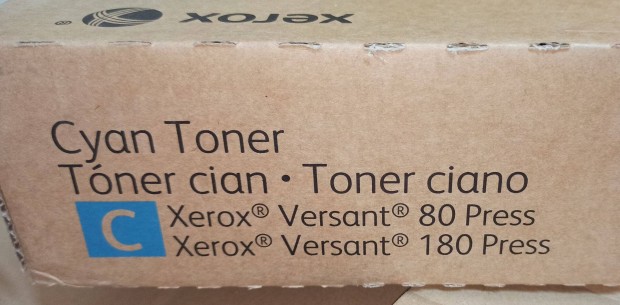 xerox ®
Cyan Toner
Tóner cian • Toner ciano
C
Xerox® Versant® 80 Press
Xerox® Versant® 180 Press